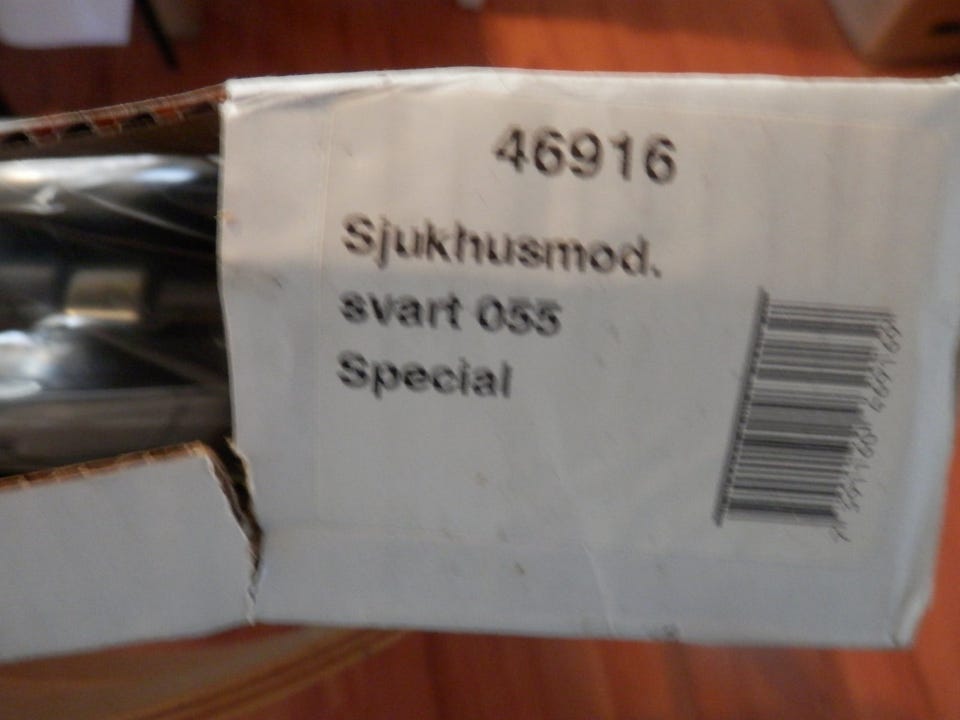 46916
Sjukhusmod.
svart 055
Special